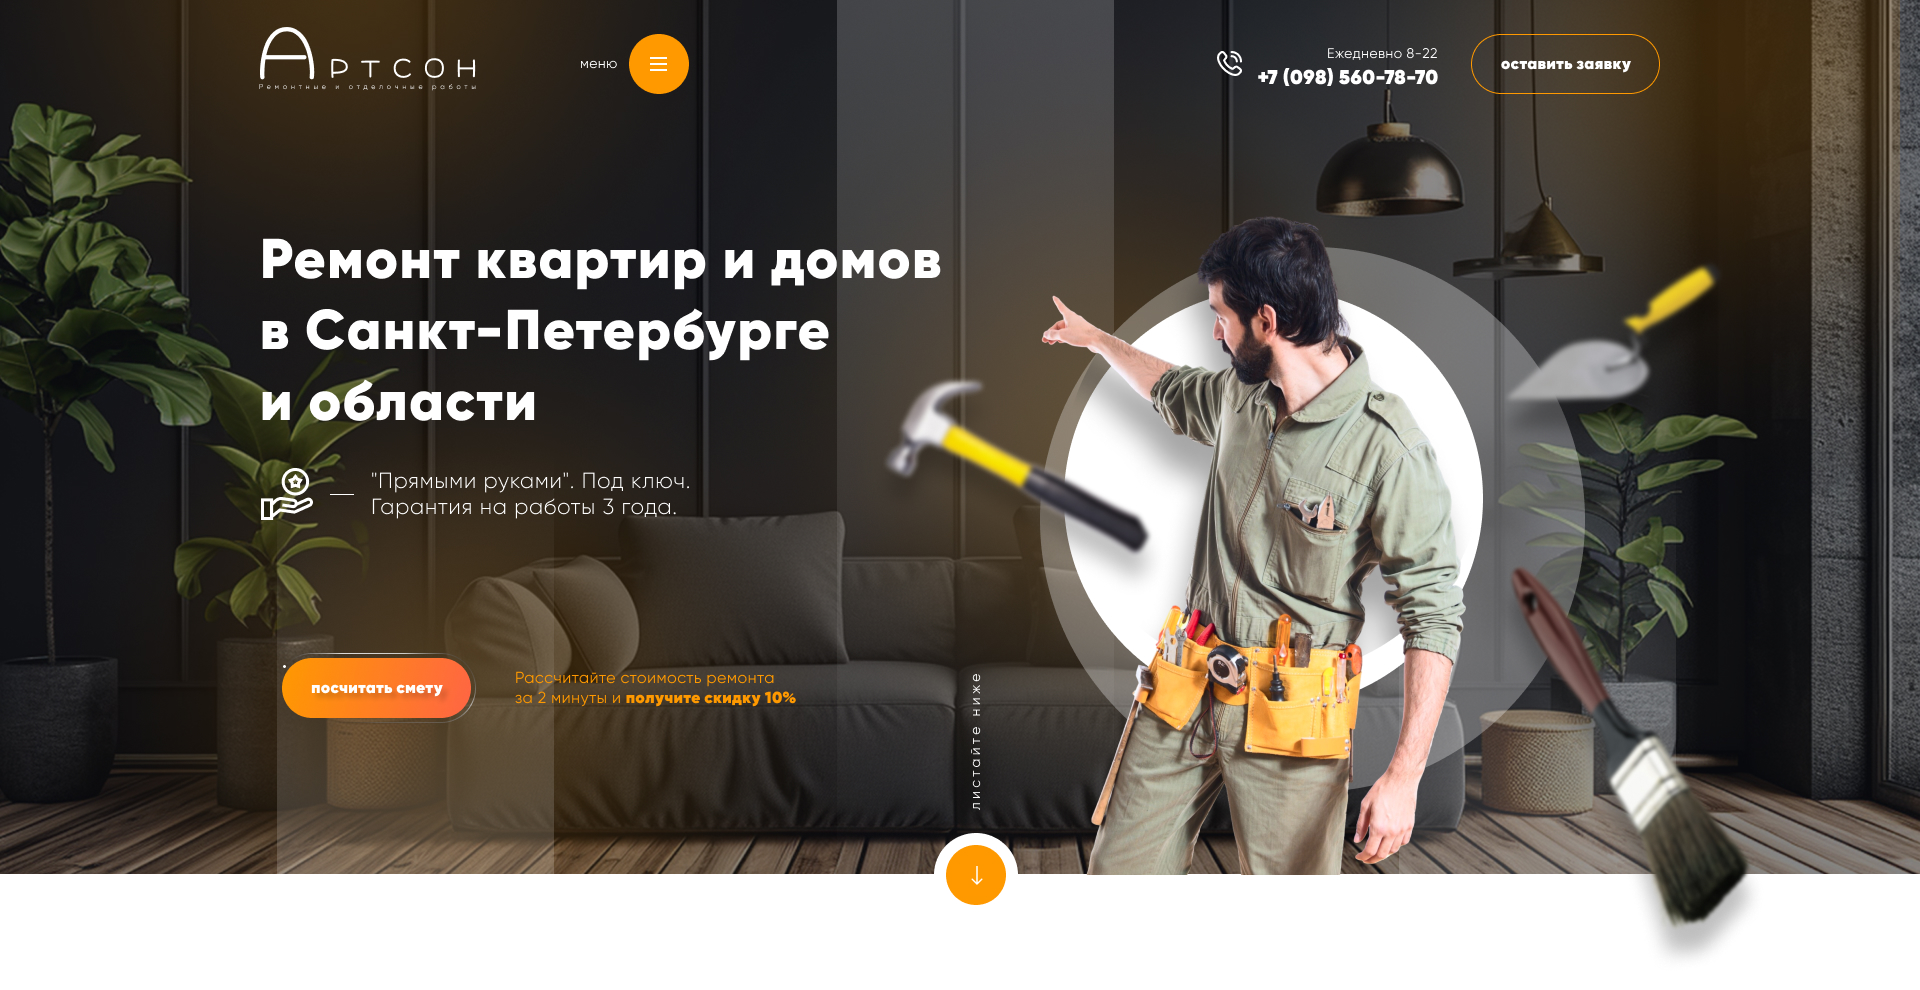 Артсон
Ремонтные и отделочные работы
меню
Ежедневно 8-22
+7 (098) 560-78-70
оставить заявку
Ремонт квартир и домов
в Санкт-Петербурге
и области
"Прямыми руками". Под ключ.
Гарантия на работы 3 года.
посчитать смету
Рассчитайте стоимость ремонта
за 2 минуты и получите скидку 10%
листайте ниже